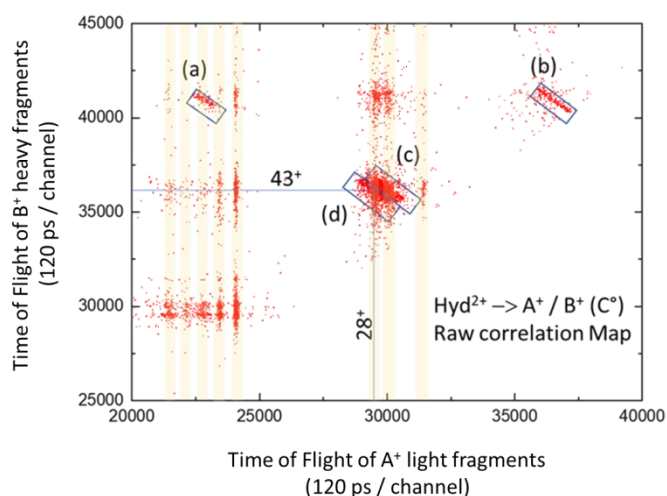 45000
40000
35000
30000
25000
20000
25000
30000
35000
40000
Time of Flight of B⁺ heavy fragments
(120 ps / channel)
(a)
(b)
(c)
(d)
43⁺
28⁺
Hyd²⁺ —> A⁺ / B⁺ (C°)
Raw correlation Map
Time of Flight of A⁺ light fragments
(120 ps / channel)